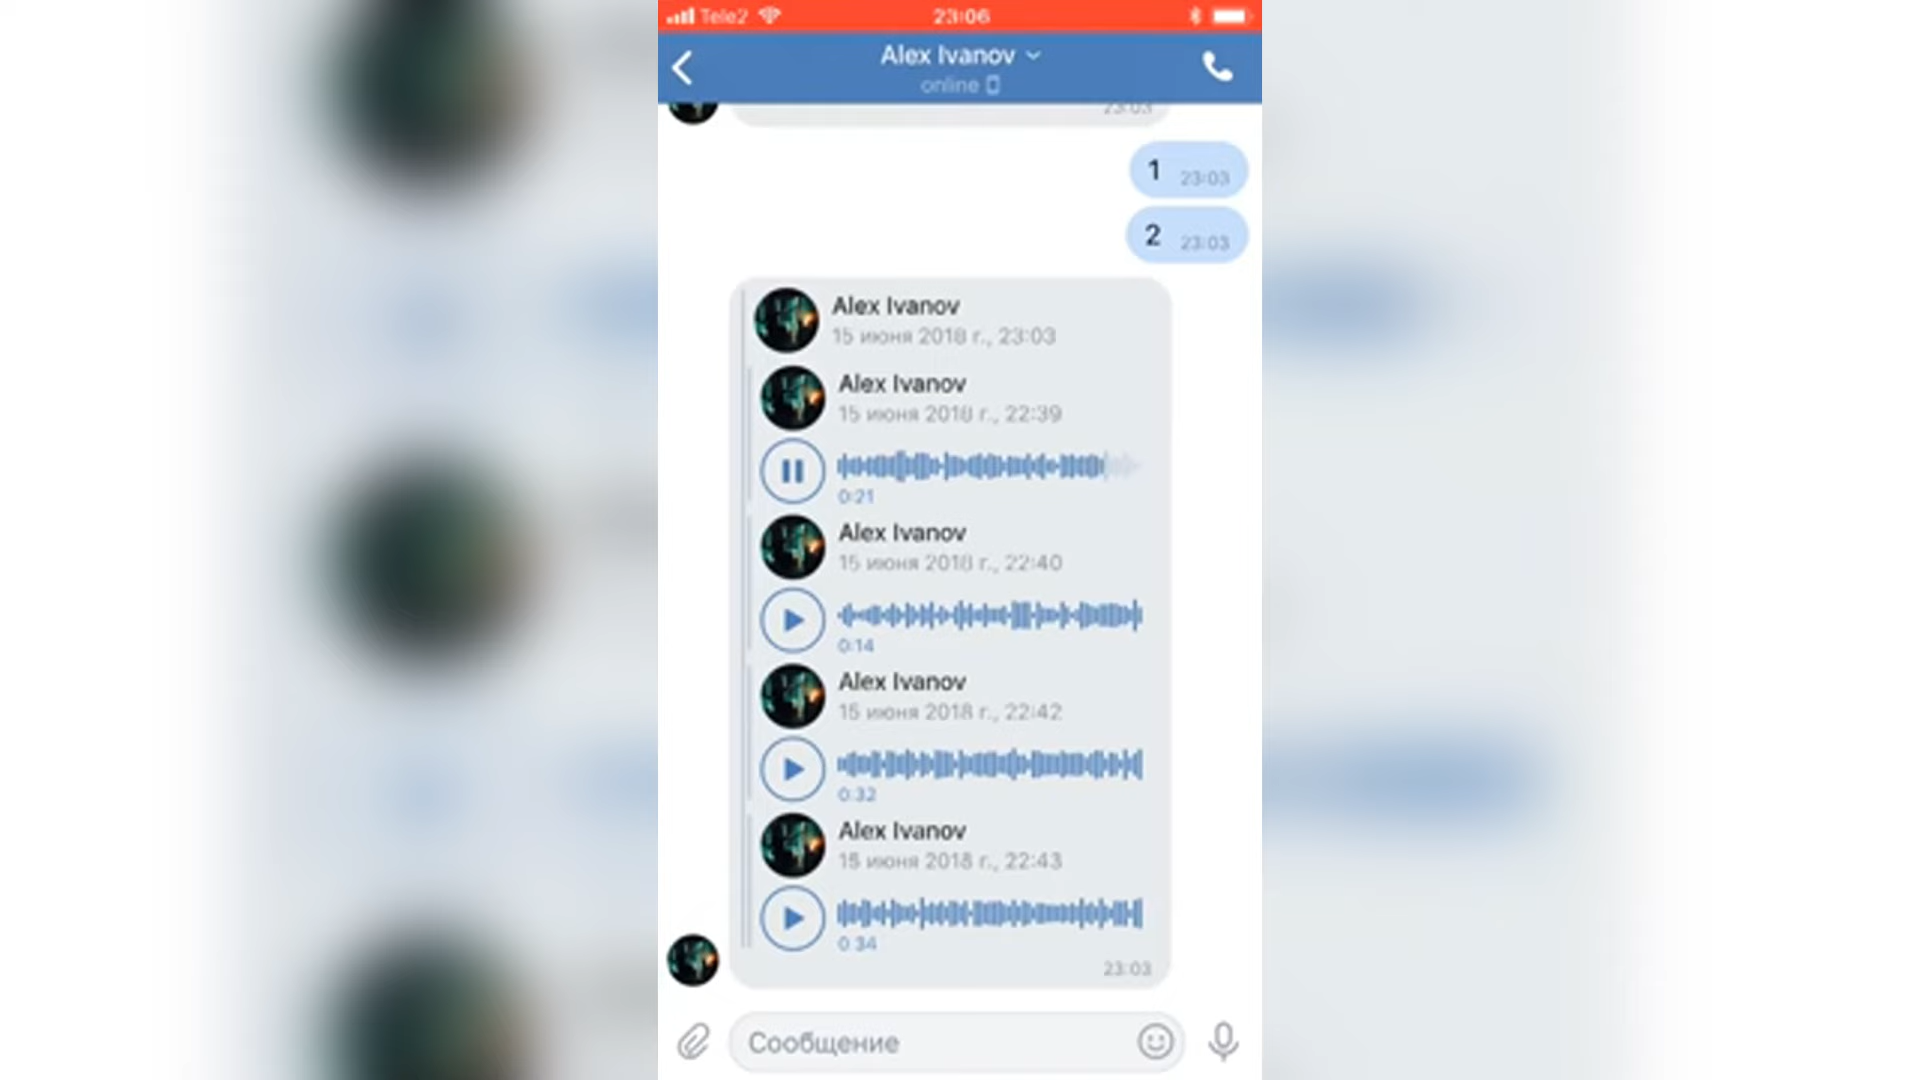 Tele2 23:06
Alex Ivanov
online
23:03
1 23:03
2 23:03
Alex Ivanov
15 июня 2018 г., 23:03
Alex Ivanov
15 июня 2018 г., 22:39
0:21
Alex Ivanov
15 июня 2018 г., 22:40
0:14
Alex Ivanov
15 июня 2018 г., 22:42
0:32
Alex Ivanov
15 июня 2018 г., 22:43
0:34
23:03
Сообщение